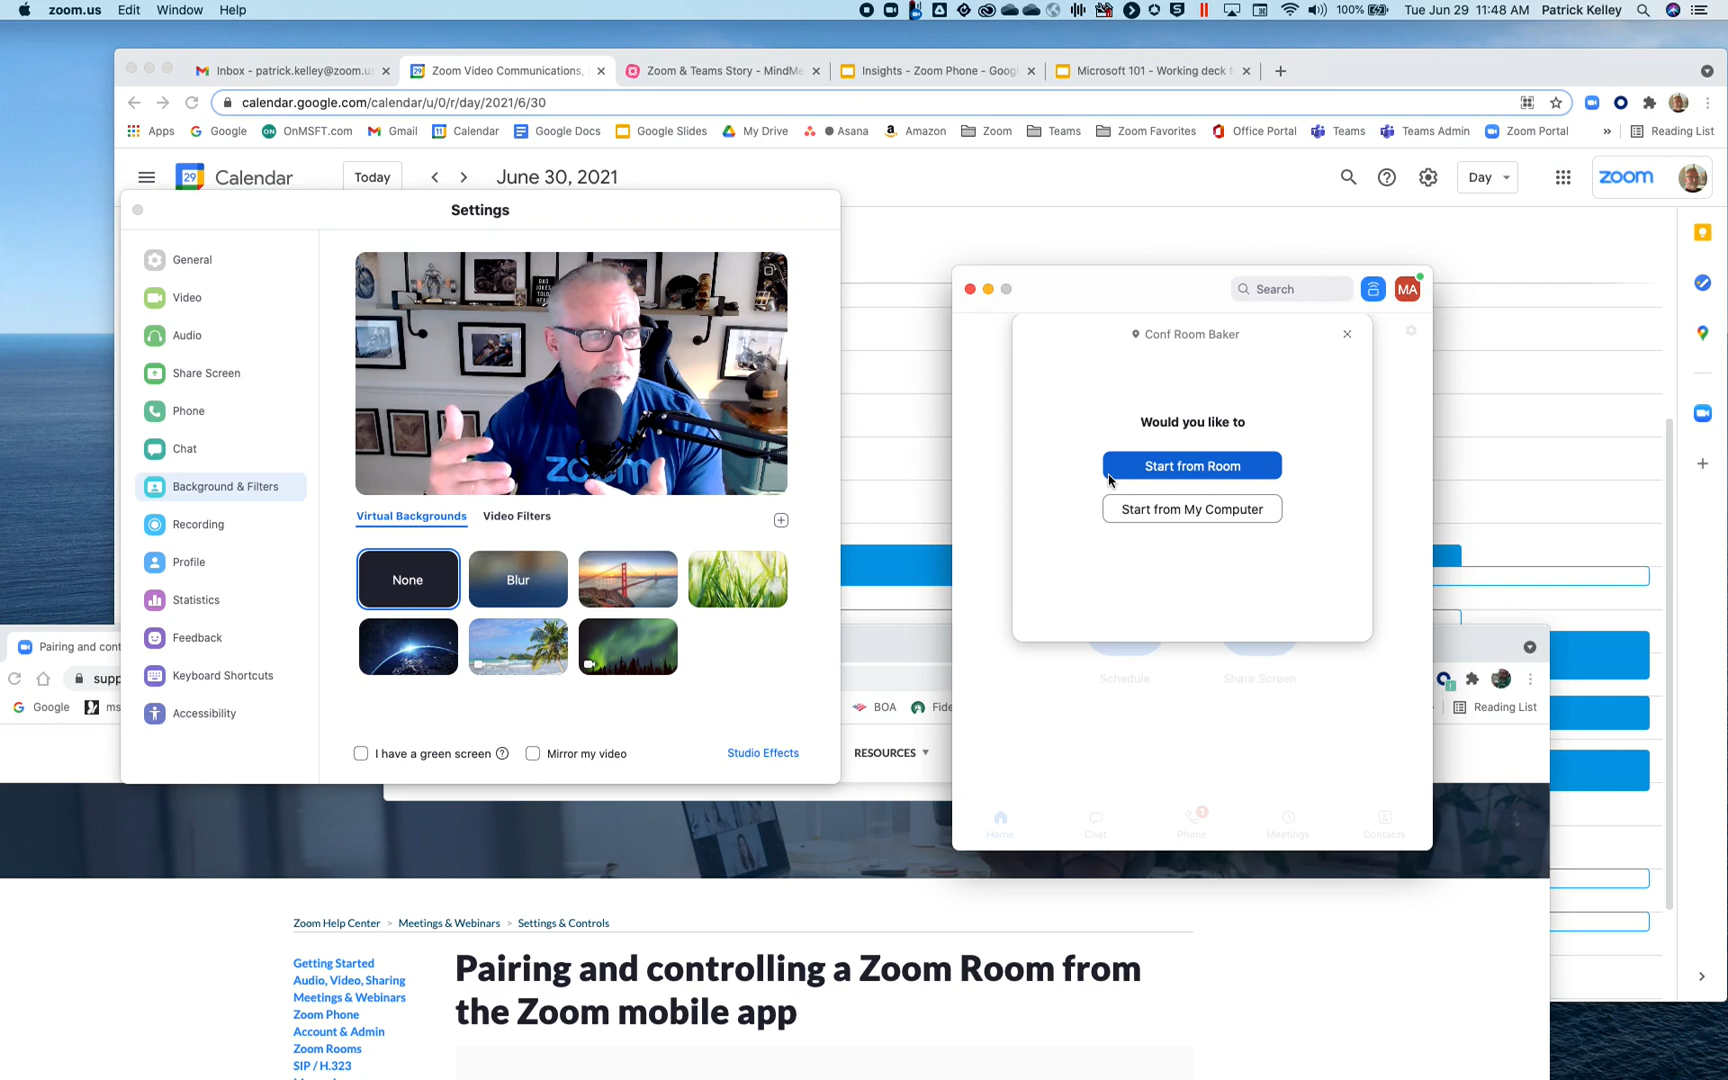 zoom.us Edit Window Help
100% Tue Jun 29 11:48 AM Patrick Kelley
Inbox - patrick.kelley@zoom.u
Zoom Video Communications,
Zoom & Teams Story - MindMe
Insights - Zoom Phone - Goog
Microsoft 101 - Working deck f
calendar.google.com/calendar/u/0/r/day/2021/6/30
Apps Google OnMSFT.com Gmail Calendar Google Docs Google Slides My Drive Asana Amazon Zoom Teams Zoom Favorites Office Portal Teams Teams Admin Zoom Portal » Reading List
29 Calendar Today June 30, 2021 Day zoom
Settings
General
Video
Audio
Share Screen
Phone
Chat
Background & Filters
Recording
Profile
Statistics
Feedback
Keyboard Shortcuts
Accessibility
DAD
JOKES
TOLD
HERE
zoom
Virtual Backgrounds Video Filters
None Blur
I have a green screen Mirror my video Studio Effects
Search MA
Conf Room Baker
Would you like to
Start from Room
Start from My Computer
Schedule Share Screen
1
Home Chat Phone Meetings Contacts
Pairing and cont
supp
Google ms
BOA Fide
Reading List
RESOURCES
Zoom Help Center > Meetings & Webinars > Settings & Controls
Getting Started
Audio, Video, Sharing
Meetings & Webinars
Zoom Phone
Account & Admin
Zoom Rooms
SIP / H.323
Pairing and controlling a Zoom Room from
the Zoom mobile app